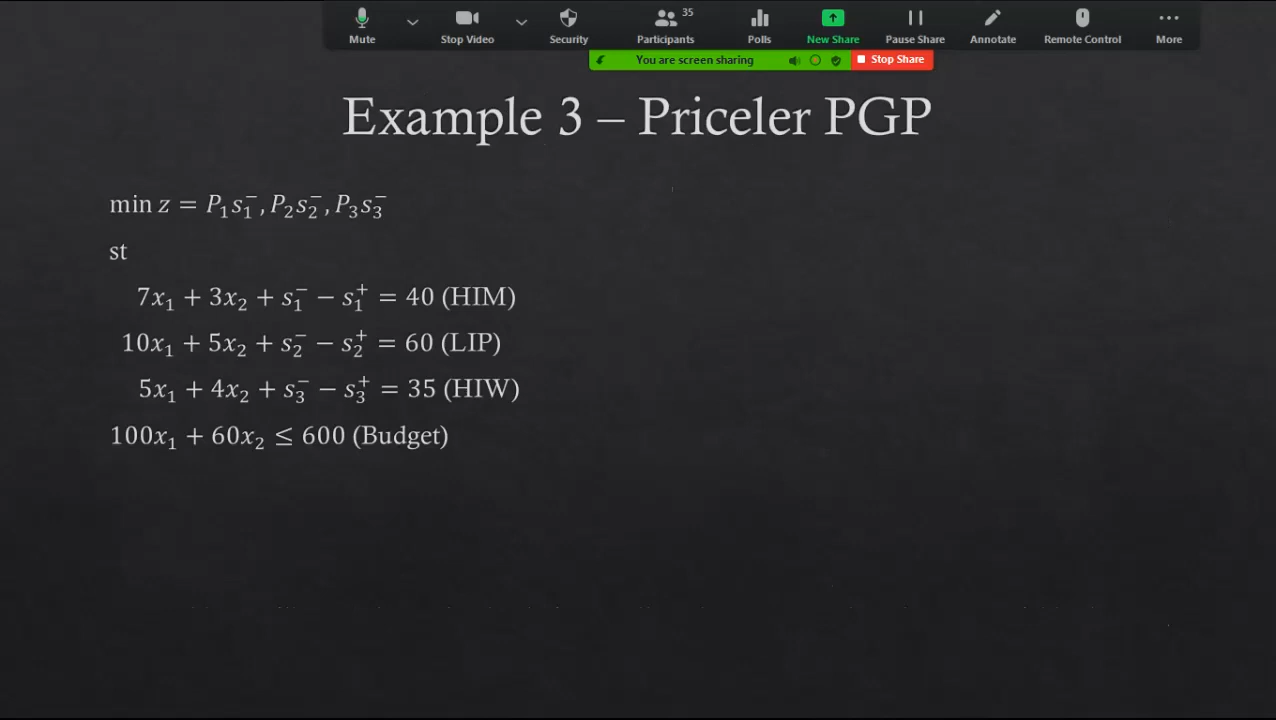 Mute
Stop Video
Security
Participants 35
Polls
New Share
Pause Share
Annotate
Remote Control
More
You are screen sharing
Stop Share
Example 3 – Priceler PGP
min z = P₁s₁⁻, P₂s₂⁻, P₃s₃⁻
st
7x₁ + 3x₂ + s₁⁻ − s₁⁺ = 40 (HIM)
10x₁ + 5x₂ + s₂⁻ − s₂⁺ = 60 (LIP)
5x₁ + 4x₂ + s₃⁻ − s₃⁺ = 35 (HIW)
100x₁ + 60x₂ ≤ 600 (Budget)